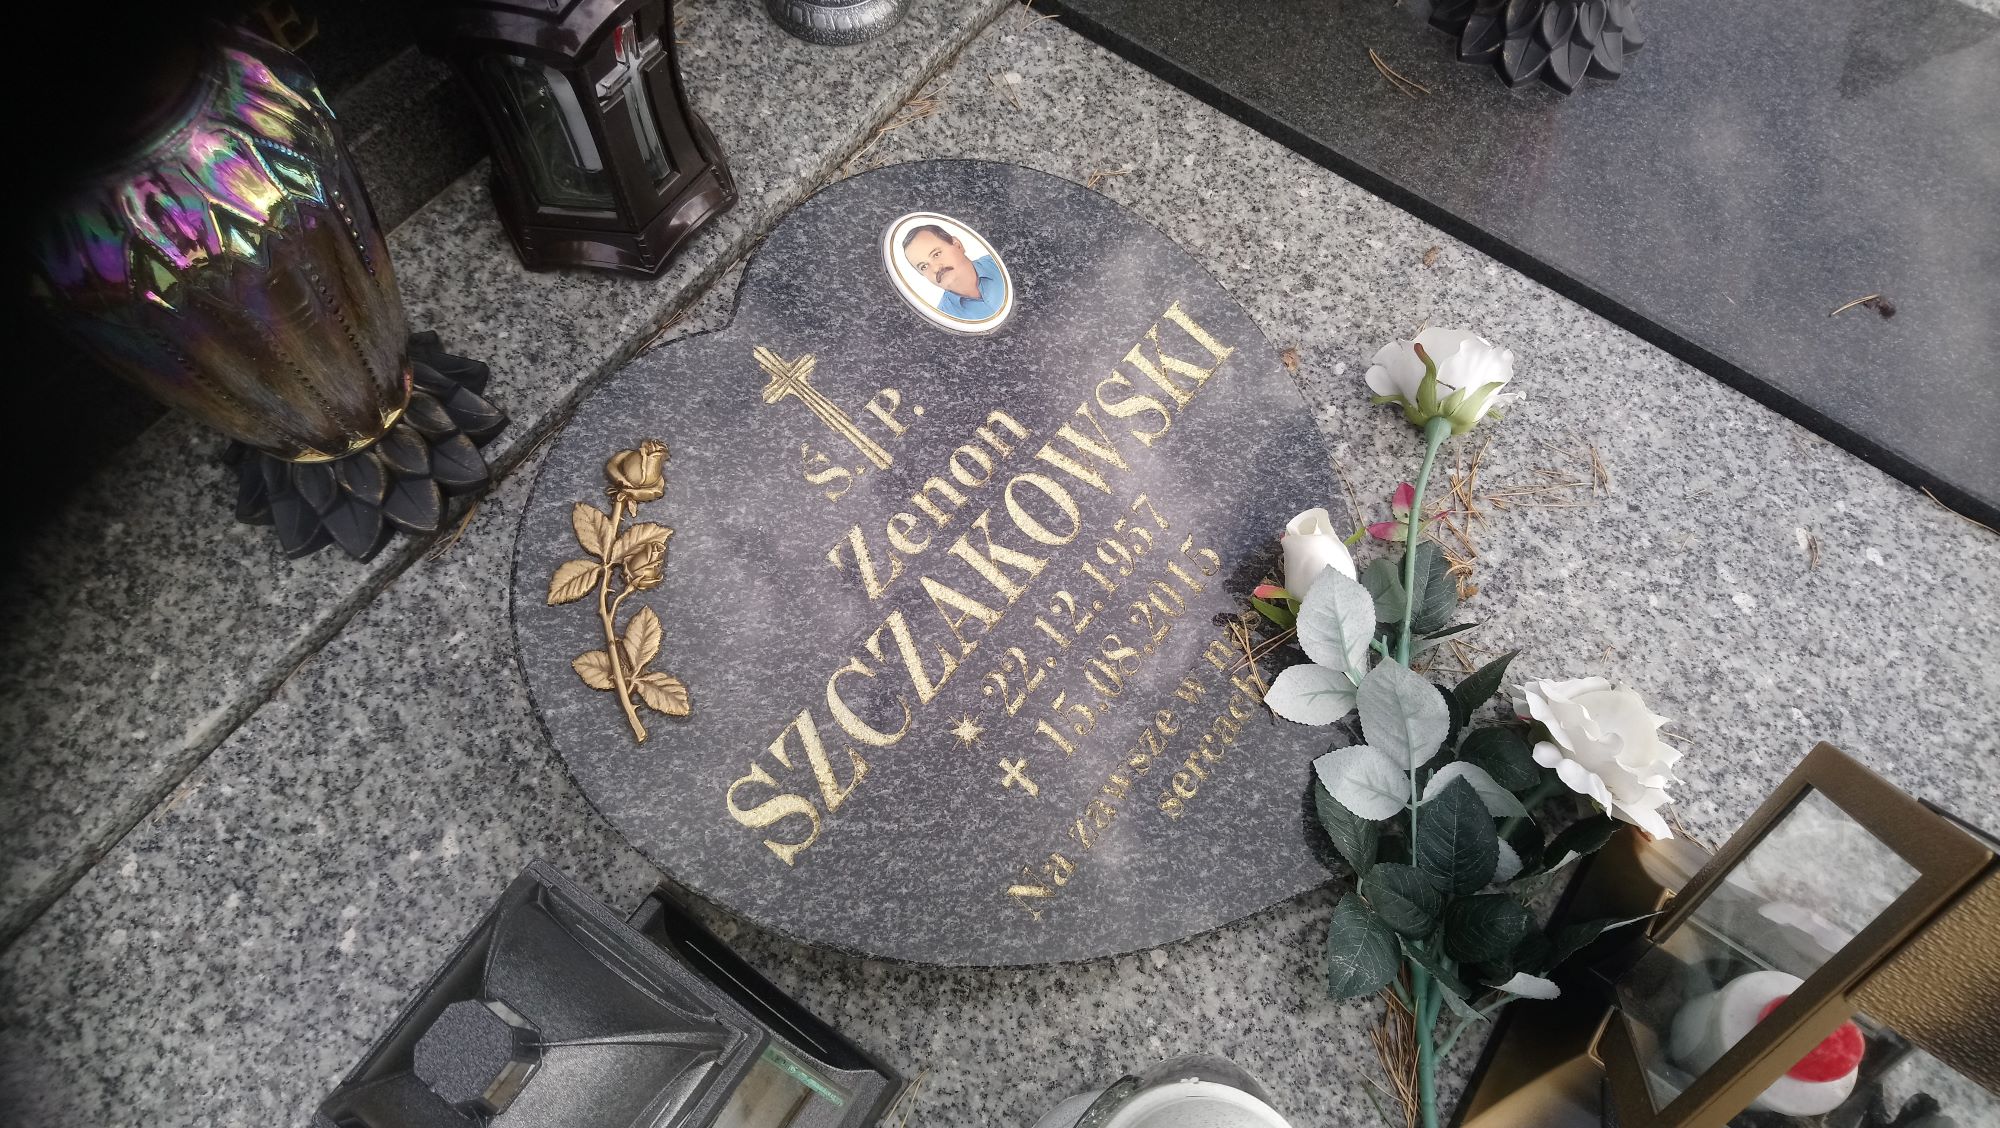 Ś. P.
Zenon
SZCZAKOWSKI
22.12.1957
15.08.2015
Na zawsze w
sercach